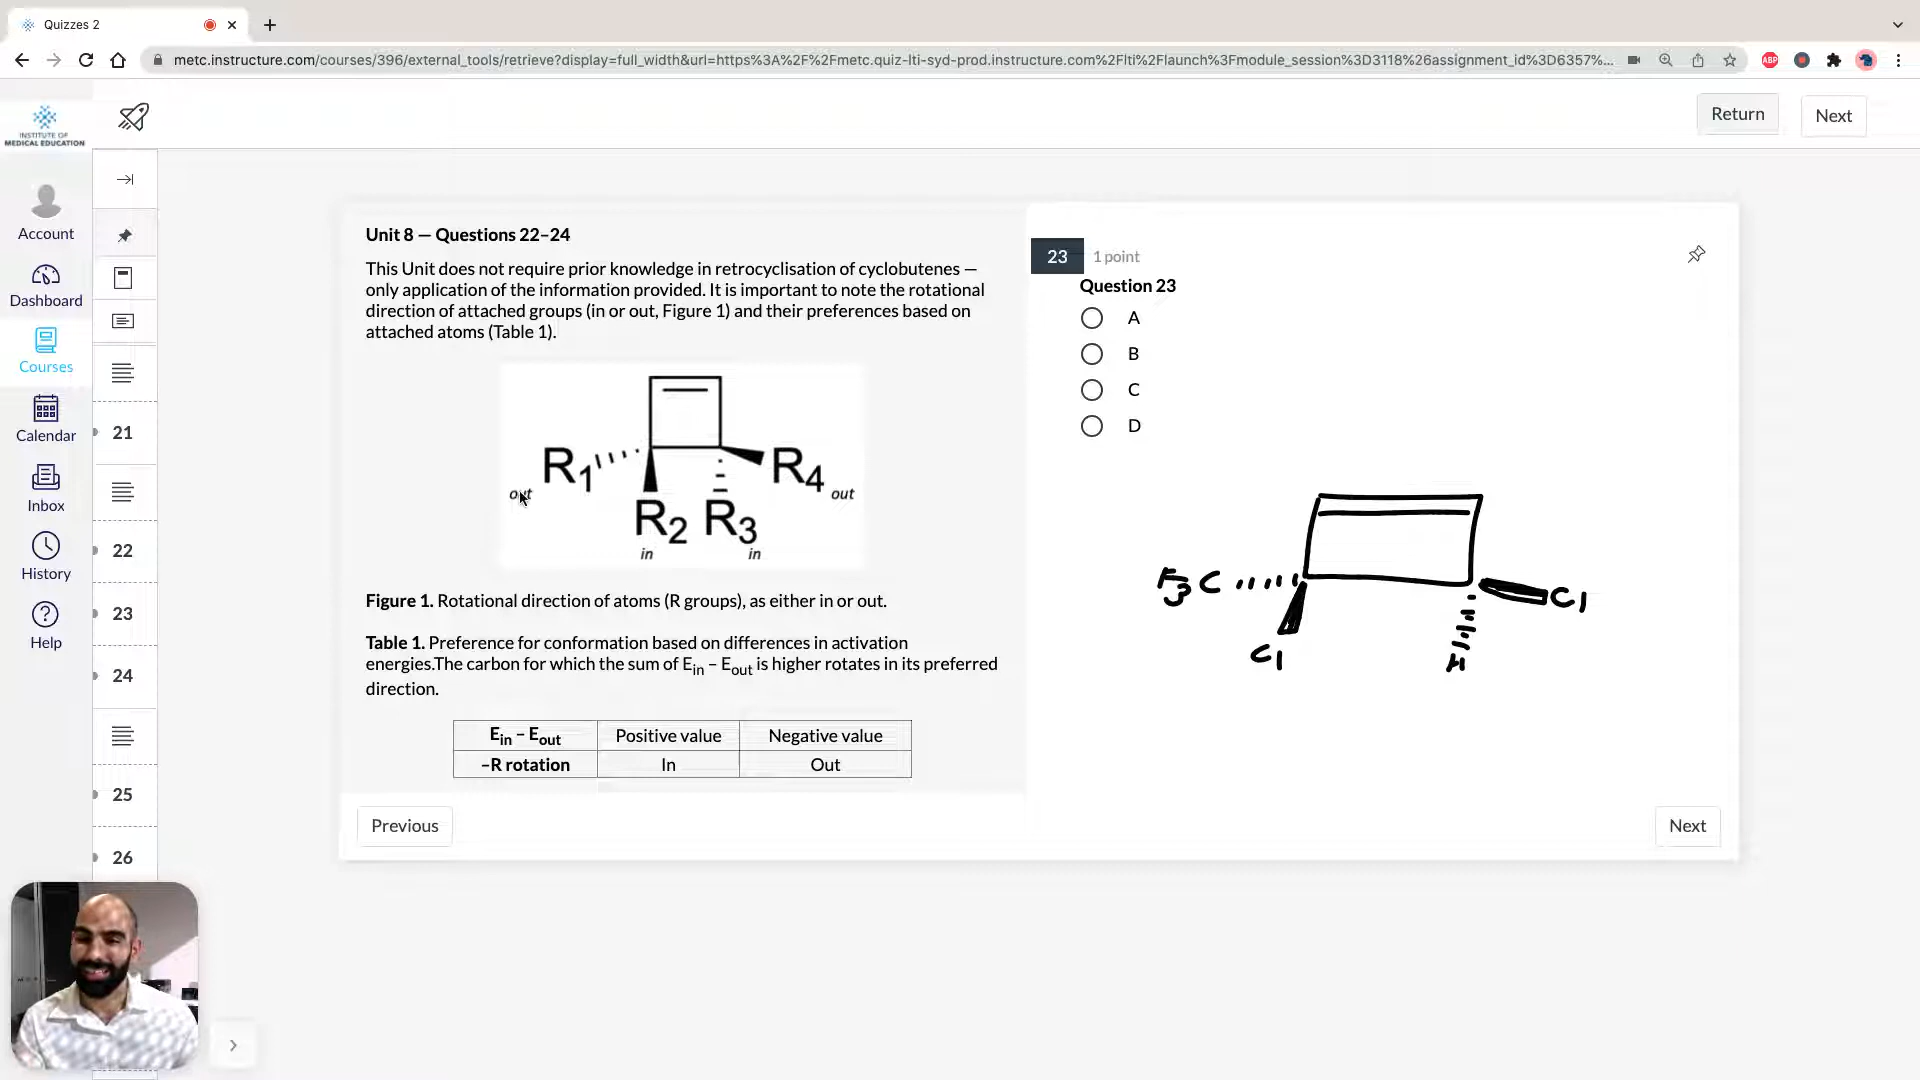 Quizzes 2
metc.instructure.com/courses/396/external_tools/retrieve?display=full_width&url=https%3A%2F%2Fmetc.quiz-lti-syd-prod.instructure.com%2Flti%2Flaunch%3Fmodule_session%3D3118%26assignment_id%3D6357%...
ABP
INSTITUTE OF
MEDICAL EDUCATION
Return
Next
Account
Dashboard
Courses
Calendar
Inbox
History
Help
21
22
23
24
25
26
Unit 8 — Questions 22–24
This Unit does not require prior knowledge in retrocyclisation of cyclobutenes —
only application of the information provided. It is important to note the rotational
direction of attached groups (in or out, Figure 1) and their preferences based on
attached atoms (Table 1).
R1 R4
out out
R2 R3
in in
Figure 1. Rotational direction of atoms (R groups), as either in or out.
Table 1. Preference for conformation based on differences in activation
energies.The carbon for which the sum of Ein – Eout is higher rotates in its preferred
direction.
Ein – Eout Positive value Negative value
–R rotation In Out
Previous
23 1 point
Question 23
A
B
C
D
F3C Cl
Cl H
Next